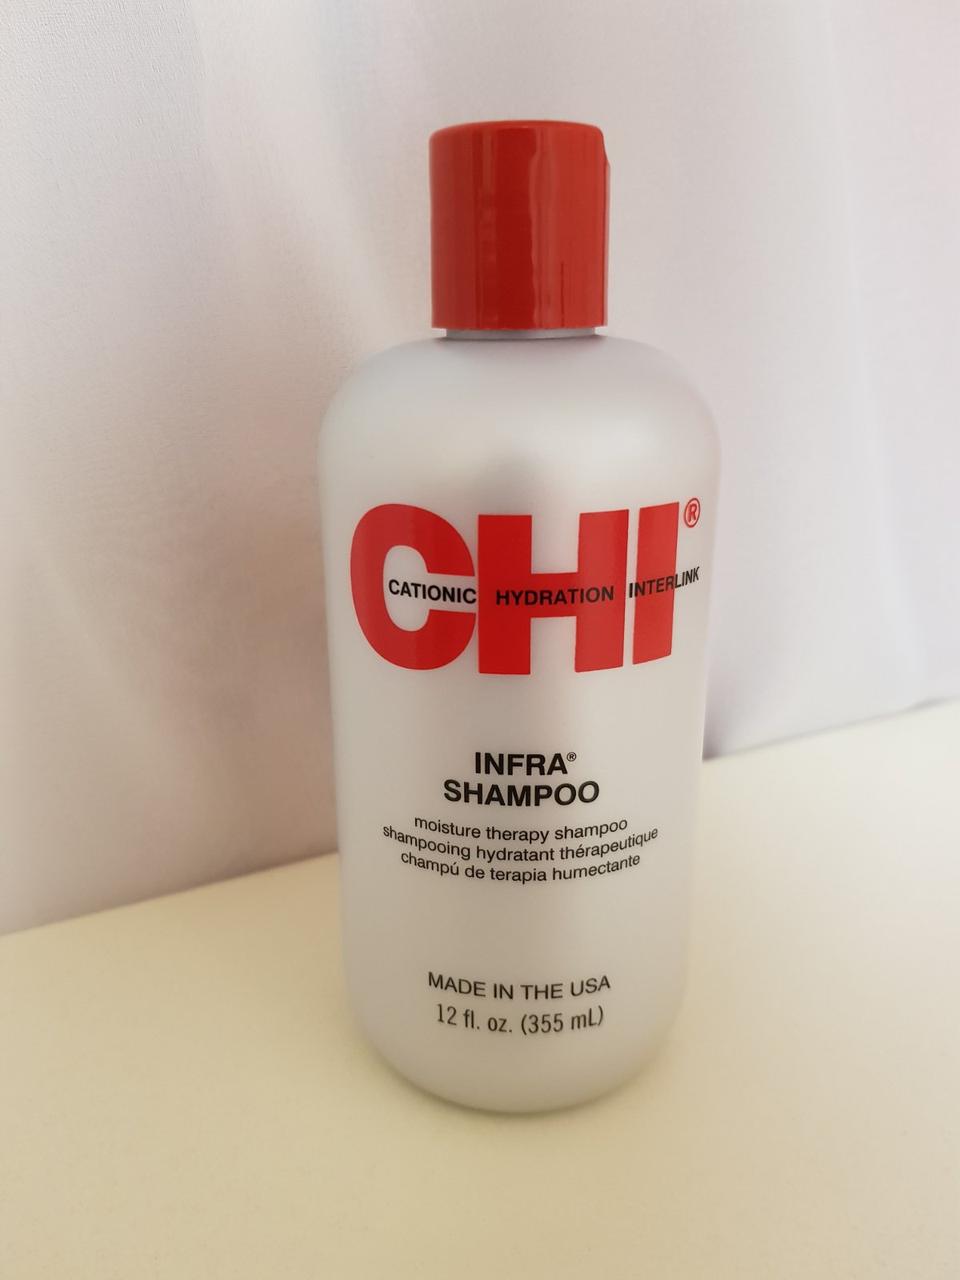 CHI®
CATIONIC HYDRATION INTERLINK
INFRA®
SHAMPOO
moisture therapy shampoo
shampooing hydratant thérapeutique
champú de terapia humectante
MADE IN THE USA
12 fl. oz. (355 mL)